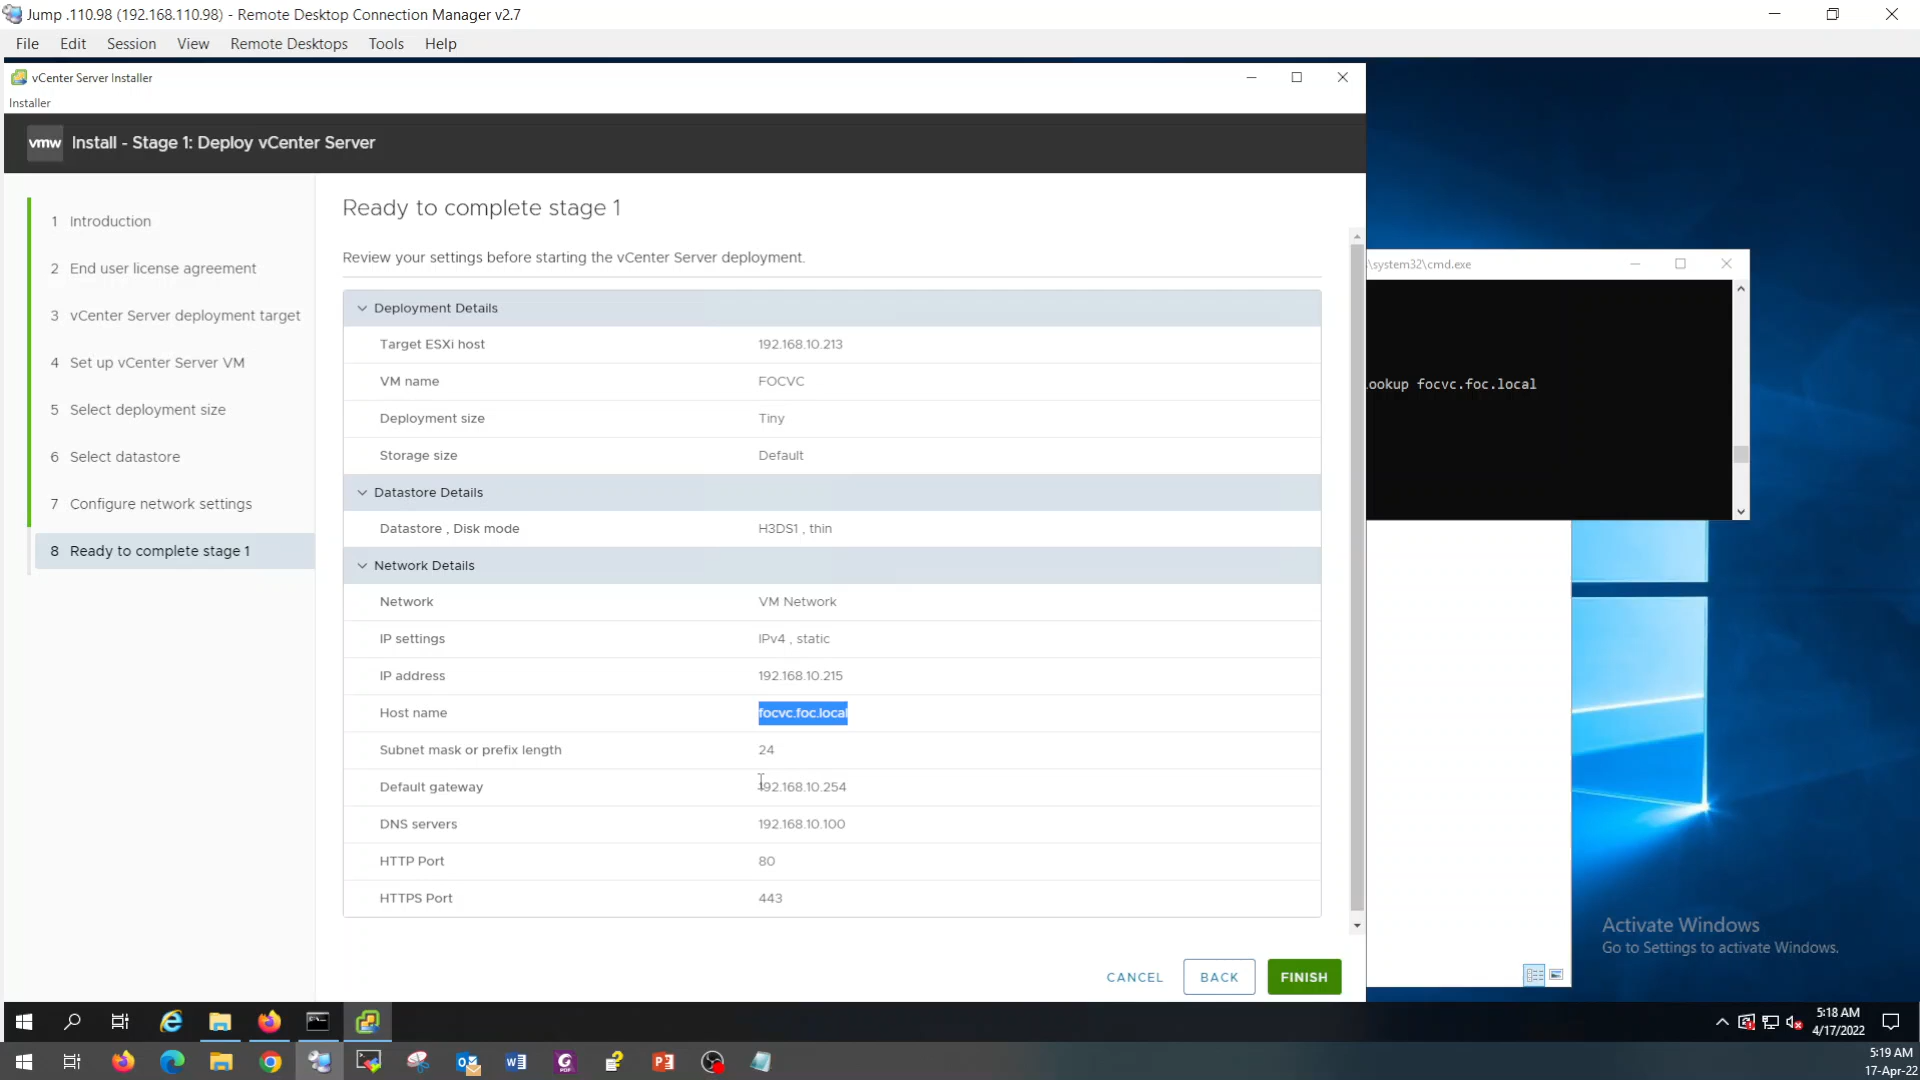 Jump .110.98 (192.168.110.98) - Remote Desktop Connection Manager v2.7
File Edit Session View Remote Desktops Tools Help
vCenter Server Installer
Installer
vmw Install - Stage 1: Deploy vCenter Server
1 Introduction
2 End user license agreement
3 vCenter Server deployment target
4 Set up vCenter Server VM
5 Select deployment size
6 Select datastore
7 Configure network settings
8 Ready to complete stage 1
Ready to complete stage 1
Review your settings before starting the vCenter Server deployment.
Deployment Details
Target ESXi host 192.168.10.213
VM name FOCVC
Deployment size Tiny
Storage size Default
Datastore Details
Datastore , Disk mode H3DS1 , thin
Network Details
Network VM Network
IP settings IPv4 , static
IP address 192.168.10.215
Host name focvc.foc.local
Subnet mask or prefix length 24
Default gateway 192.168.10.254
DNS servers 192.168.10.100
HTTP Port 80
HTTPS Port 443
CANCEL BACK FINISH
\system32\cmd.exe
ookup focvc.foc.local
Activate Windows
Go to Settings to activate Windows.
5:18 AM
4/17/2022
5:19 AM
17-Apr-22